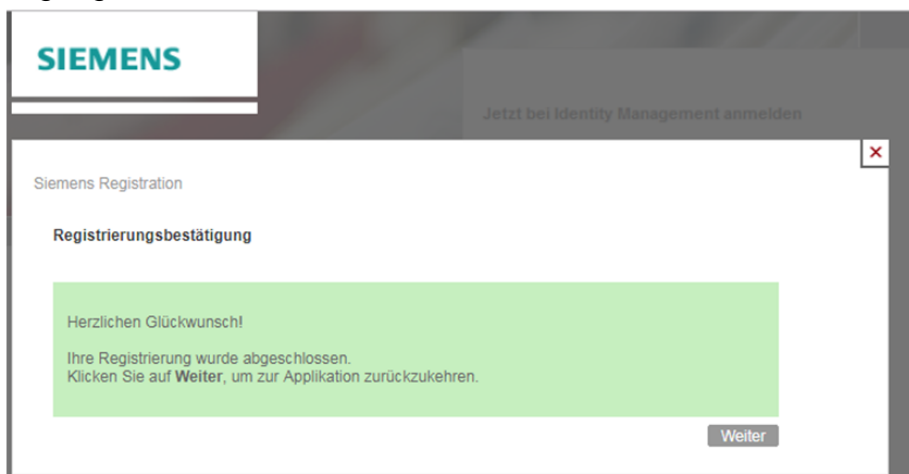 SIEMENS
Jetzt bei Identity Management anmelden
Siemens Registration
Registrierungsbestätigung
Herzlichen Glückwunsch!
Ihre Registrierung wurde abgeschlossen.
Klicken Sie auf Weiter, um zur Applikation zurückzukehren.
Weiter